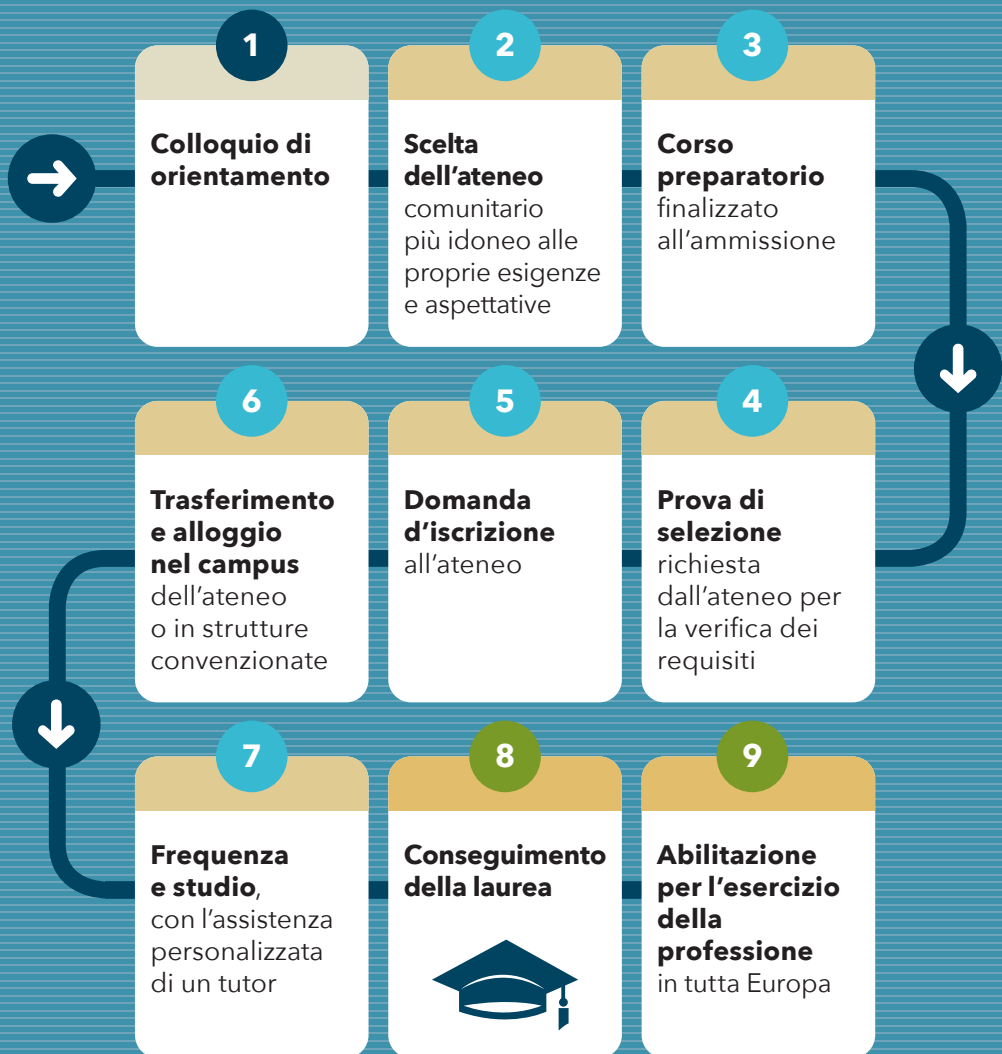 1
Colloquio di
orientamento
2
Scelta
dell’ateneo
comunitario
più idoneo alle
proprie esigenze
e aspettative
3
Corso
preparatorio
finalizzato
all’ammissione
4
Prova di
selezione
richiesta
dall’ateneo per
la verifica dei
requisiti
5
Domanda
d’iscrizione
all’ateneo
6
Trasferimento
e alloggio
nel campus
dell’ateneo
o in strutture
convenzionate
7
Frequenza
e studio,
con l’assistenza
personalizzata
di un tutor
8
Conseguimento
della laurea
9
Abilitazione
per l’esercizio
della
professione
in tutta Europa